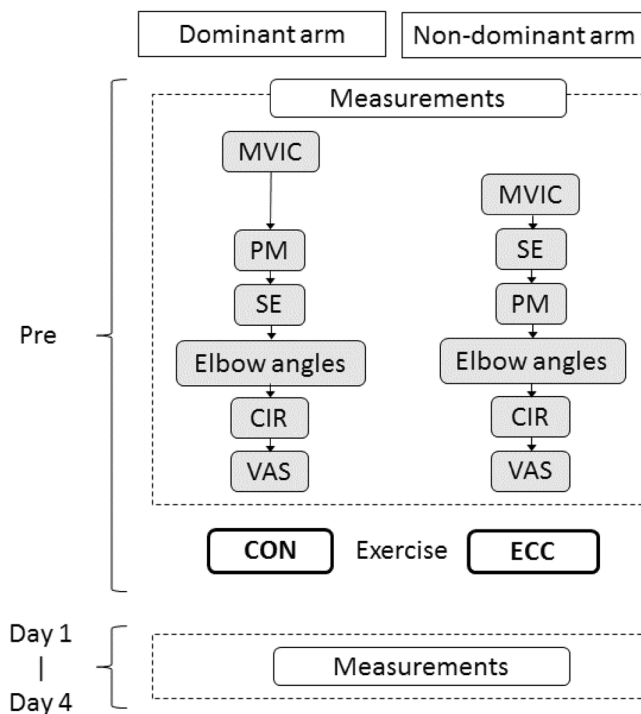 Dominant arm
Non-dominant arm
Measurements
MVIC
PM
SE
Elbow angles
CIR
VAS
MVIC
SE
PM
Elbow angles
CIR
VAS
Pre
CON
Exercise
ECC
Day 1
|
Day 4
Measurements